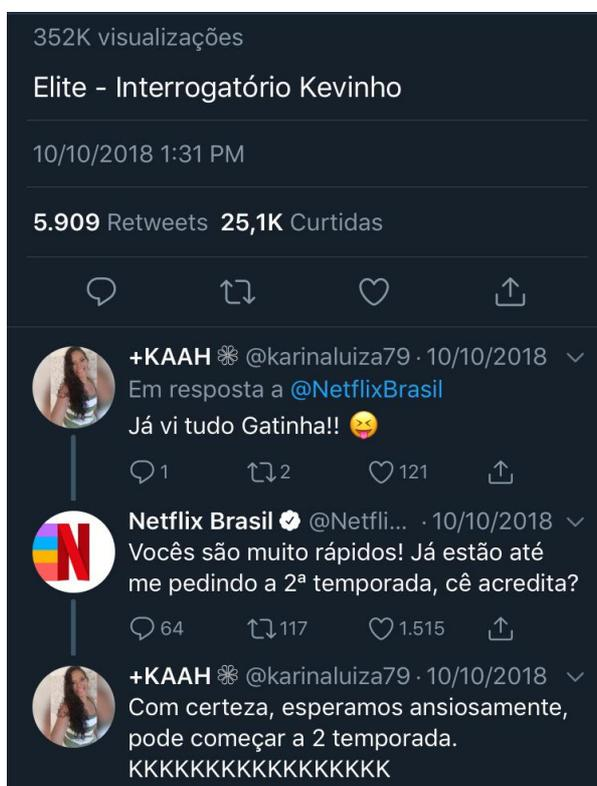 352K visualizações
Elite - Interrogatório Kevinho
10/10/2018 1:31 PM
5.909 Retweets 25,1K Curtidas
+KAAH @karinaluiza79 · 10/10/2018
Em resposta a @NetflixBrasil
Já vi tudo Gatinha!! 😝
1 2 121
Netflix Brasil @Netfli... · 10/10/2018
Vocês são muito rápidos! Já estão até
me pedindo a 2ª temporada, cê acredita?
64 117 1.515
+KAAH @karinaluiza79 · 10/10/2018
Com certeza, esperamos ansiosamente,
pode começar a 2 temporada.
KKKKKKKKKKKKKKKKK